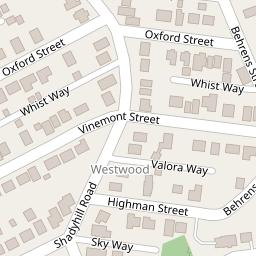 Oxford Street
Oxford Street
Behrens St
Whist Way
Whist Way
Vinemont Street
Westwood
Valora Way
Highman Street
Behrens
Shadyhill Road
Sky Way